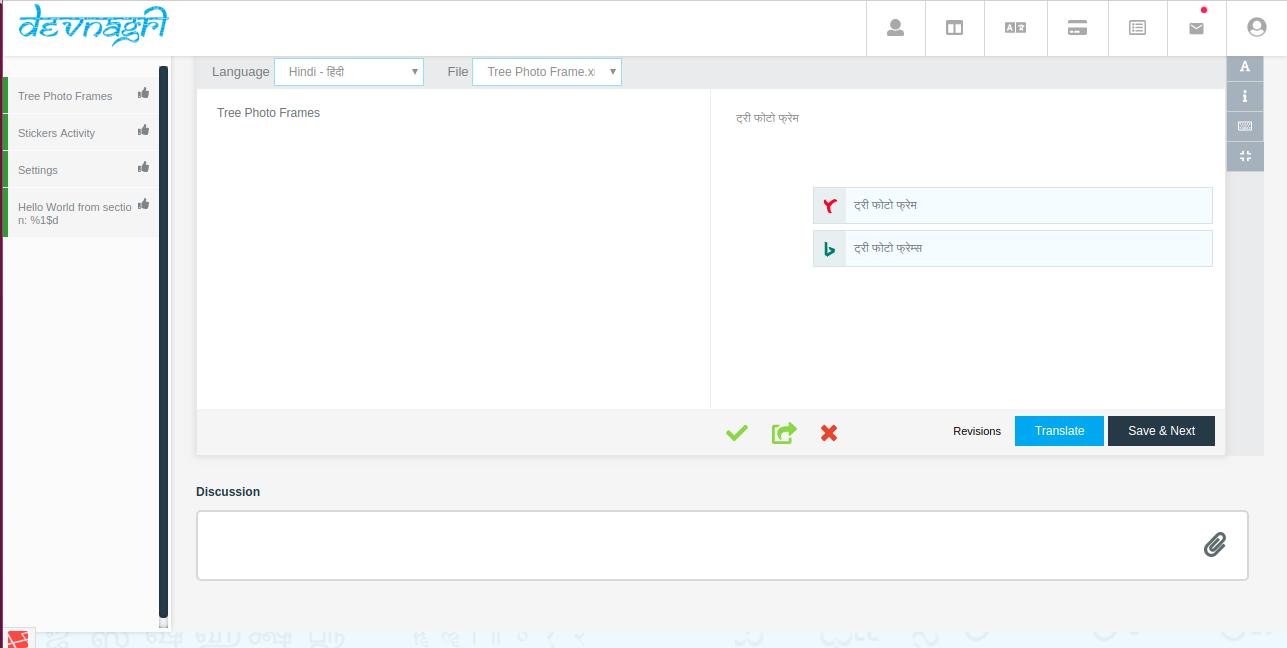 devnagri
Language Hindi - हिंदी File Tree Photo Frame.x
A
Tree Photo Frames
Stickers Activity
Settings
Hello World from sectio
n: %1$d
Tree Photo Frames
ट्री फोटो फ्रेम
ट्री फोटो फ्रेम
ट्री फोटो फ्रेम्स
Revisions Translate Save & Next
Discussion